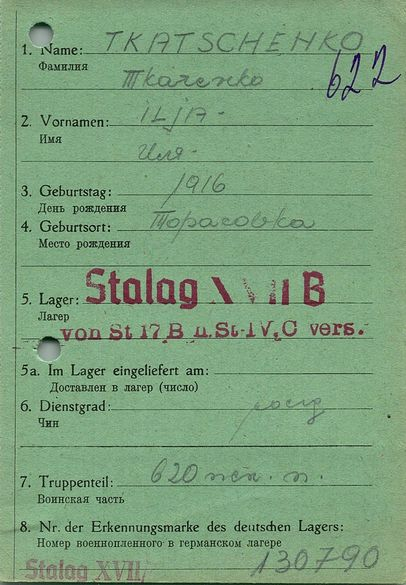 1. Name: TKATSCHENKO
Фамилия Ткаченко
622
2. Vornamen: ILJA-
Имя Иля-
3. Geburtstag: 1916
День рождения
4. Geburtsort: Тарасовка
Место рождения
5. Lager: Stalag XVII B
Лагер
von St 17,B n.St-IV,C vers.
5a. Im Lager eingeliefert am:
Доставлен в лагер (число)
6. Dienstgrad:
Чин
7. Truppenteil: 620 п.
Воинская часть
8. Nr. der Erkennungsmarke des deutschen Lagers:
Номер военнопленного в германском лагере
Stalag XVII/ 130790